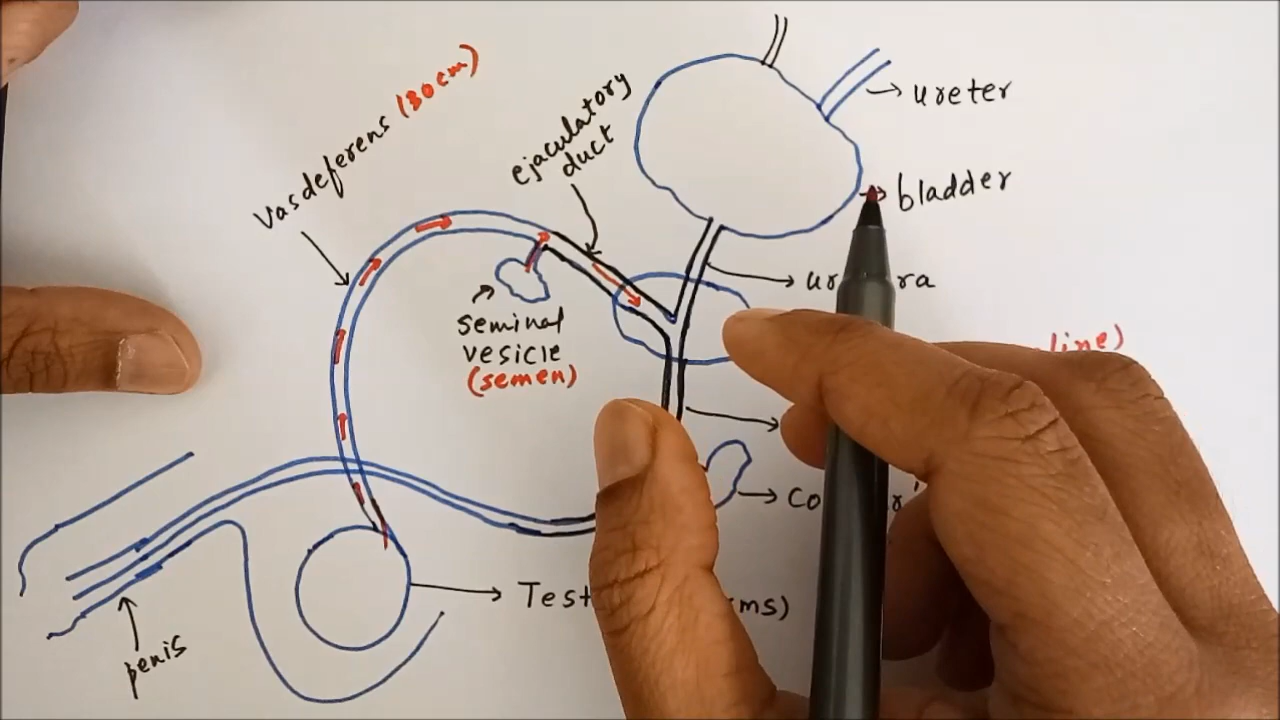 vasdeferens (30cm)
ejaculatory
duct
ureter
bladder
seminal
vesicle
(semen)
penis